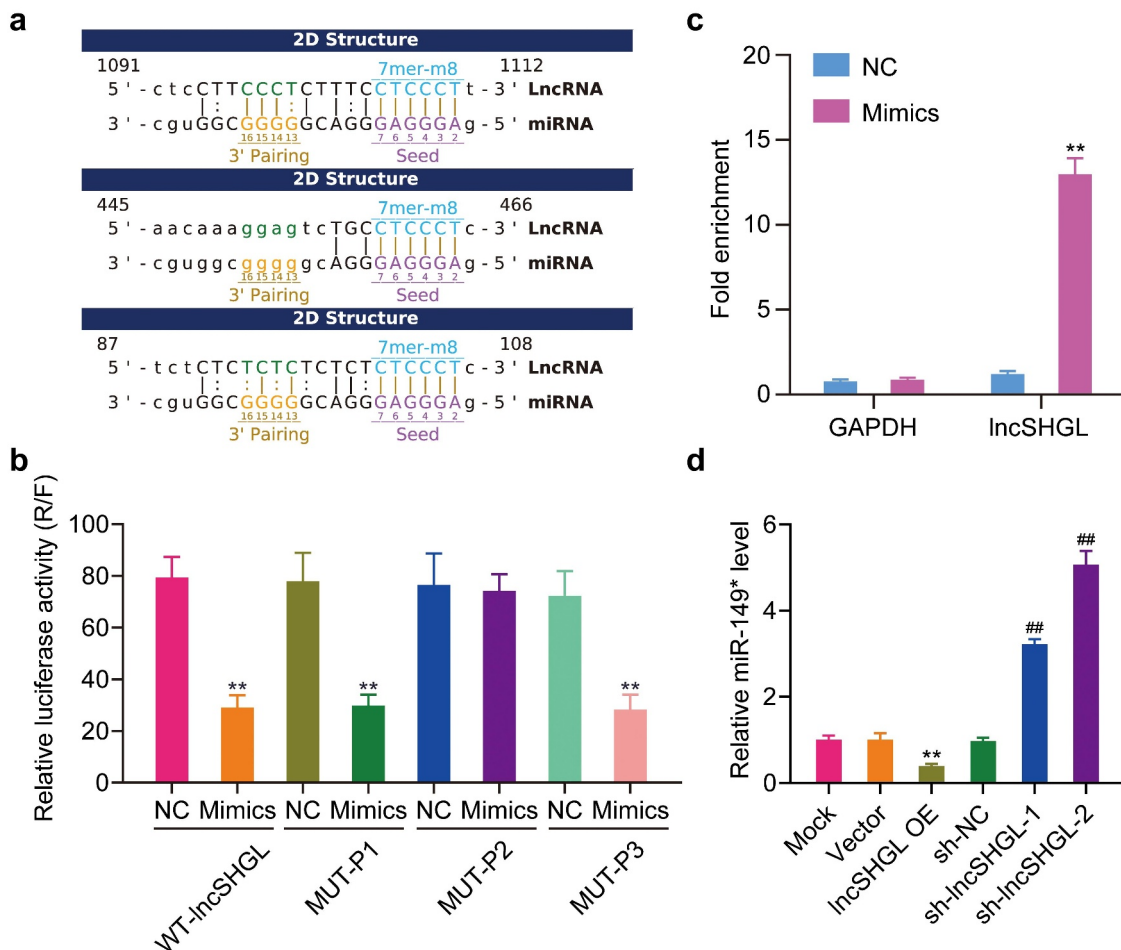 a
2D Structure
1091 7mer-m8 1112
5'-ctcCTTCCCTCTTTCCTCCCTt-3' LncRNA
3'-cguGGCGGGGGCAGGGAGGGAg-5' miRNA
16 15 14 13 7 6 5 4 3 2
3' Pairing Seed
2D Structure
445 7mer-m8 466
5'-aacaaaggagtcTGCCTCCCTc-3' LncRNA
3'-cguggcgggggcAGGGAGGGAg-5' miRNA
16 15 14 13 7 6 5 4 3 2
3' Pairing Seed
2D Structure
87 7mer-m8 108
5'-tctCTCTCTCTCTCTCTCCCTc-3' LncRNA
3'-cguGGCGGGGGCAGGGAGGGAg-5' miRNA
16 15 14 13 7 6 5 4 3 2
3' Pairing Seed
b
Relative luciferase activity (R/F)
100
80
60
40
20
0
** ** **
NC Mimics NC Mimics NC Mimics NC Mimics
WT-lncSHGL MUT-P1 MUT-P2 MUT-P3
c
Fold enrichment
20
15
10
5
0
NC
Mimics
**
GAPDH lncSHGL
d
Relative miR-149* level
6
4
2
0
** ## ##
Mock Vector lncSHGL OE sh-NC sh-lncSHGL-1 sh-lncSHGL-2